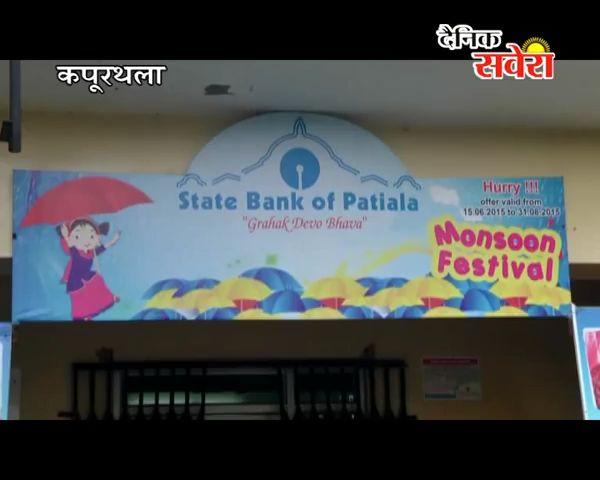 दैनिक
सवेरा
कपूरथला
State Bank of Patiala
"Grahak Devo Bhava"
Hurry !!!
offer valid from
15.06.2015 to 31.08.2015
Monsoon
Festival